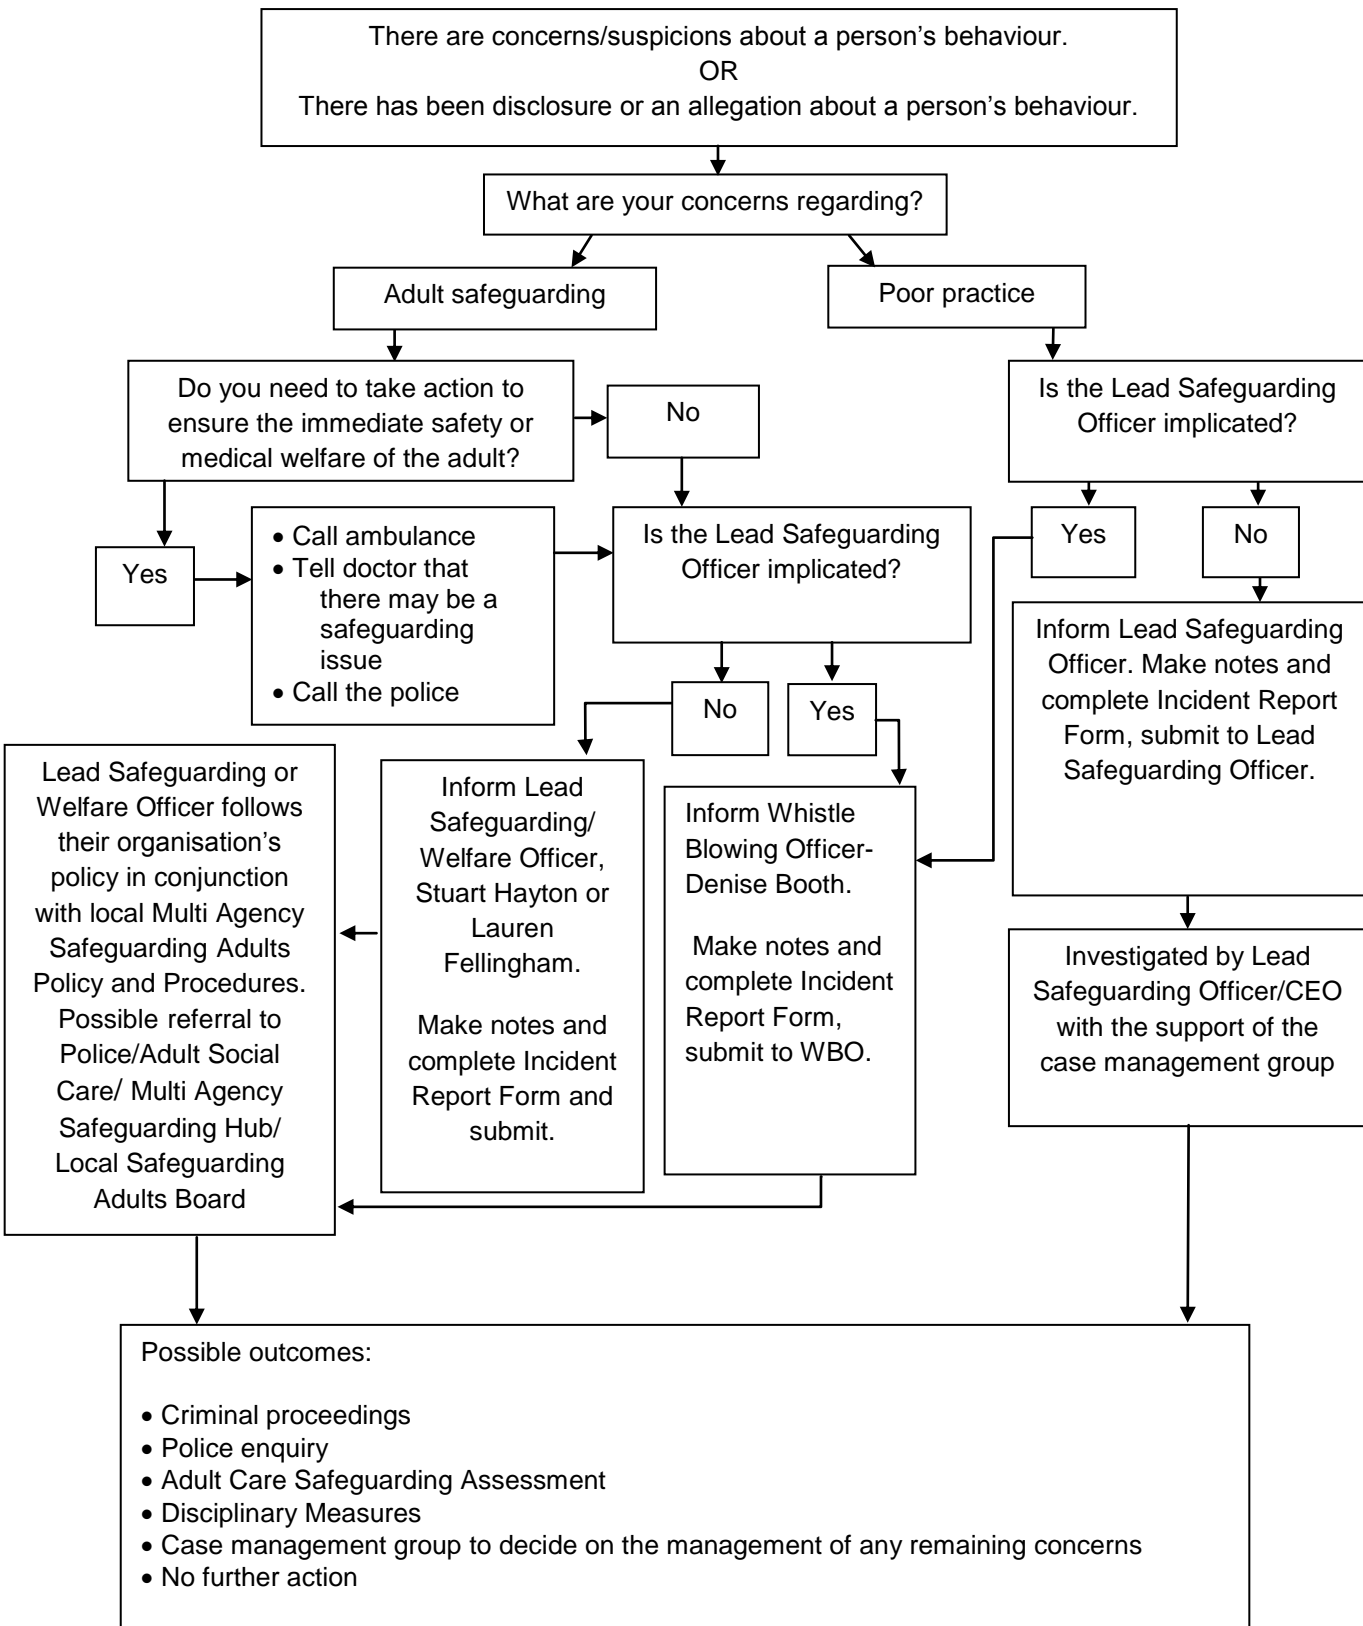 There are concerns/suspicions about a person’s behaviour.
OR
There has been disclosure or an allegation about a person’s behaviour.
What are your concerns regarding?
Adult safeguarding
Poor practice
Do you need to take action to
ensure the immediate safety or
medical welfare of the adult?
No
Is the Lead Safeguarding
Officer implicated?
Yes
• Call ambulance
• Tell doctor that
there may be a
safeguarding
issue
• Call the police
Is the Lead Safeguarding
Officer implicated?
Yes
No
No
Yes
Inform Lead Safeguarding
Officer. Make notes and
complete Incident Report
Form, submit to Lead
Safeguarding Officer.
Lead Safeguarding or
Welfare Officer follows
their organisation’s
policy in conjunction
with local Multi Agency
Safeguarding Adults
Policy and Procedures.
Possible referral to
Police/Adult Social
Care/ Multi Agency
Safeguarding Hub/
Local Safeguarding
Adults Board
Inform Lead
Safeguarding/
Welfare Officer,
Stuart Hayton or
Lauren
Fellingham.
Make notes and
complete Incident
Report Form and
submit.
Inform Whistle
Blowing Officer-
Denise Booth.
Make notes and
complete Incident
Report Form,
submit to WBO.
Investigated by Lead
Safeguarding Officer/CEO
with the support of the
case management group
Possible outcomes:
• Criminal proceedings
• Police enquiry
• Adult Care Safeguarding Assessment
• Disciplinary Measures
• Case management group to decide on the management of any remaining concerns
• No further action